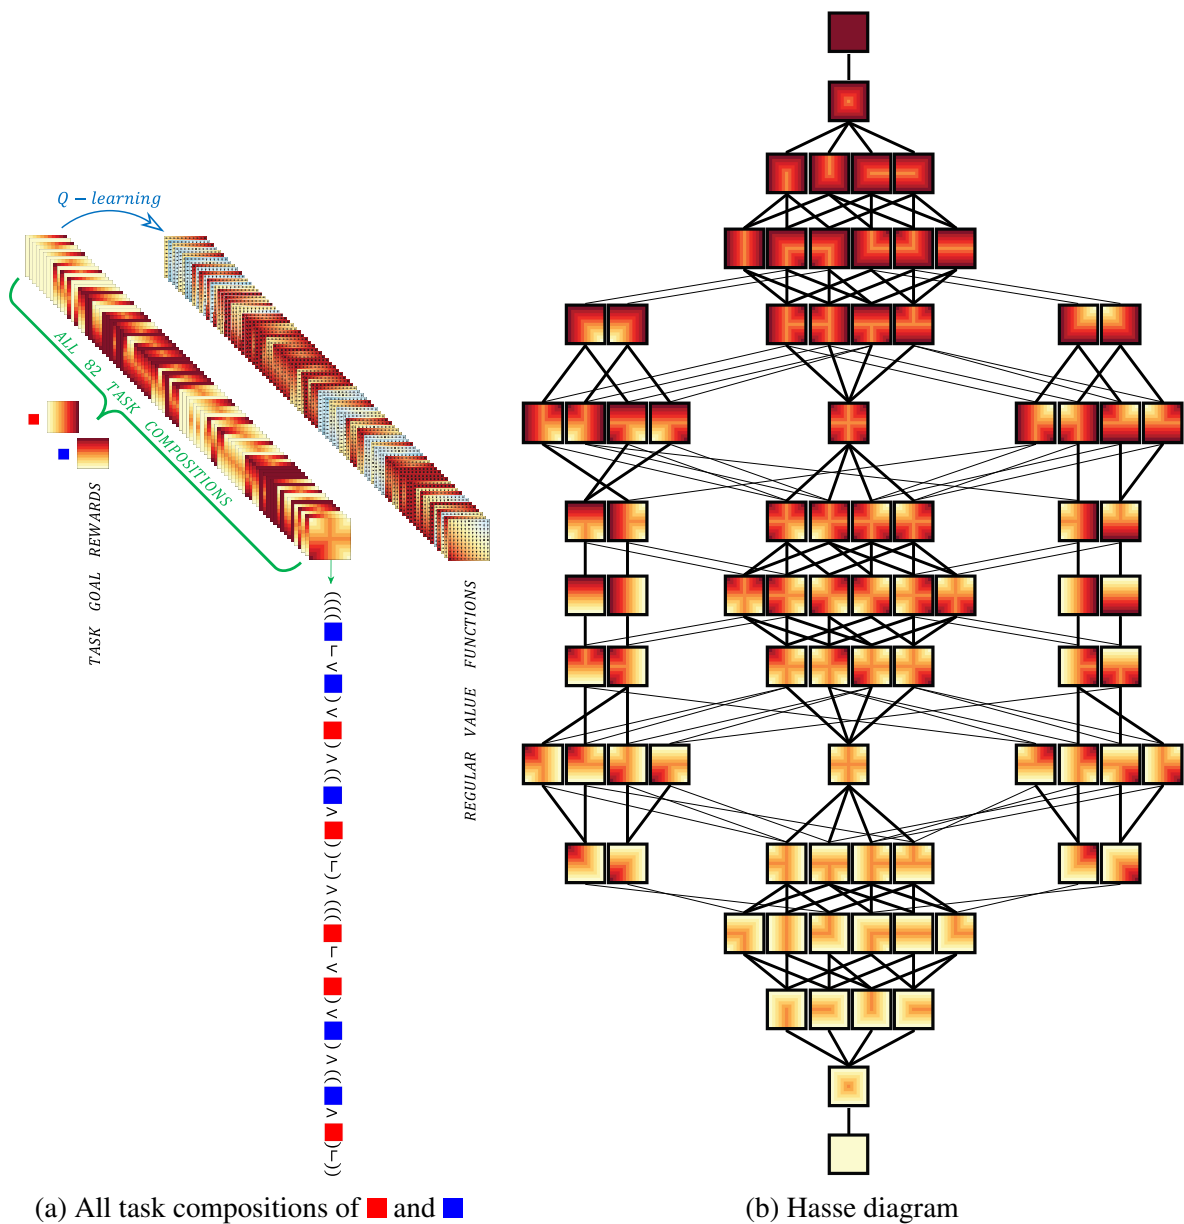 Q – learning
ALL 82 TASK COMPOSITIONS
TASK GOAL REWARDS
REGULAR VALUE FUNCTIONS
(a) All task compositions of and
(b) Hasse diagram